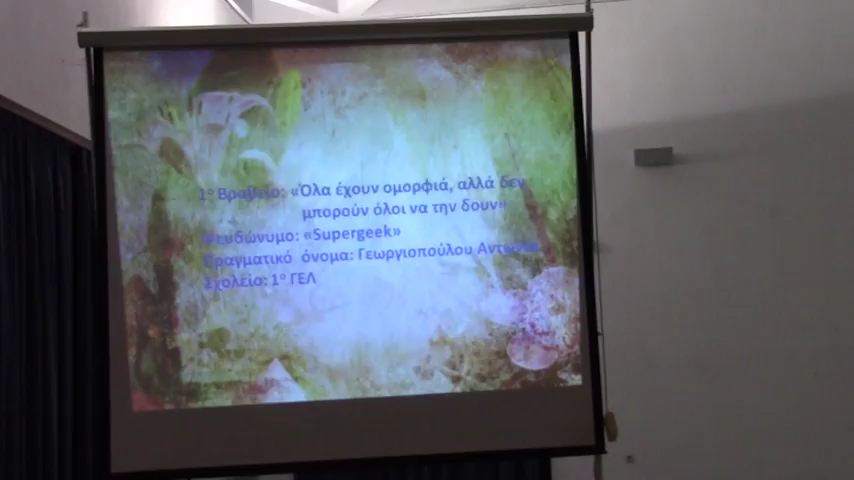 1ο Βραβείο: «Όλα έχουν ομορφιά, αλλά δεν
μπορούν όλοι να την δουν»
Ψευδώνυμο: «Supergeek»
Πραγματικό όνομα: Γεωργιοπούλου
Σχολείο: 1ο ΓΕΛ